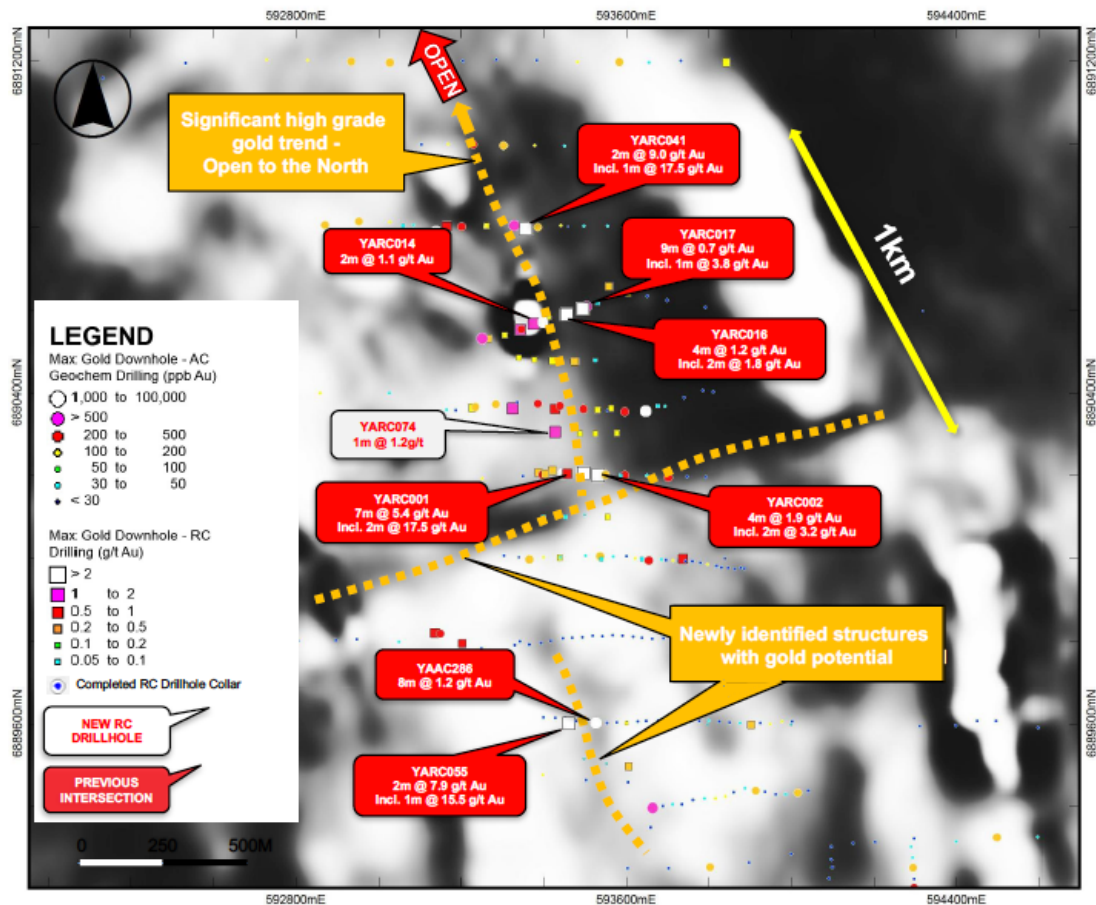 592800mE
593600mE
594400mE
6891200mN
6891200mN
OPEN
Significant high grade
gold trend -
Open to the North
YARC041
2m @ 9.0 g/t Au
Incl. 1m @ 17.5 g/t Au
1km
YARC014
2m @ 1.1 g/t Au
YARC017
9m @ 0.7 g/t Au
Incl. 1m @ 3.8 g/t Au
YARC016
4m @ 1.2 g/t Au
Incl. 2m @ 1.8 g/t Au
6890400mN
6890400mN
YARC074
1m @ 1.2g/t
YARC001
7m @ 5.4 g/t Au
Incl. 2m @ 17.5 g/t Au
YARC002
4m @ 1.9 g/t Au
Incl. 2m @ 3.2 g/t Au
Newly identified structures
with gold potential
YAAC286
8m @ 1.2 g/t Au
6889600mN
6889600mN
YARC055
2m @ 7.9 g/t Au
Incl. 1m @ 15.5 g/t Au
LEGEND
Max Gold Downhole - AC
Geochem Drilling (ppb Au)
1,000 to 100,000
> 500
200 to 500
100 to 200
50 to 100
30 to 50
< 30
Max: Gold Downhole - RC
Drilling (g/t Au)
> 2
1 to 2
0.5 to 1
0.2 to 0.5
0.1 to 0.2
0.05 to 0.1
Completed RC Drillhole Collar
NEW RC
DRILLHOLE
PREVIOUS
INTERSECTION
0 250 500M
592800mE
593600mE
594400mE